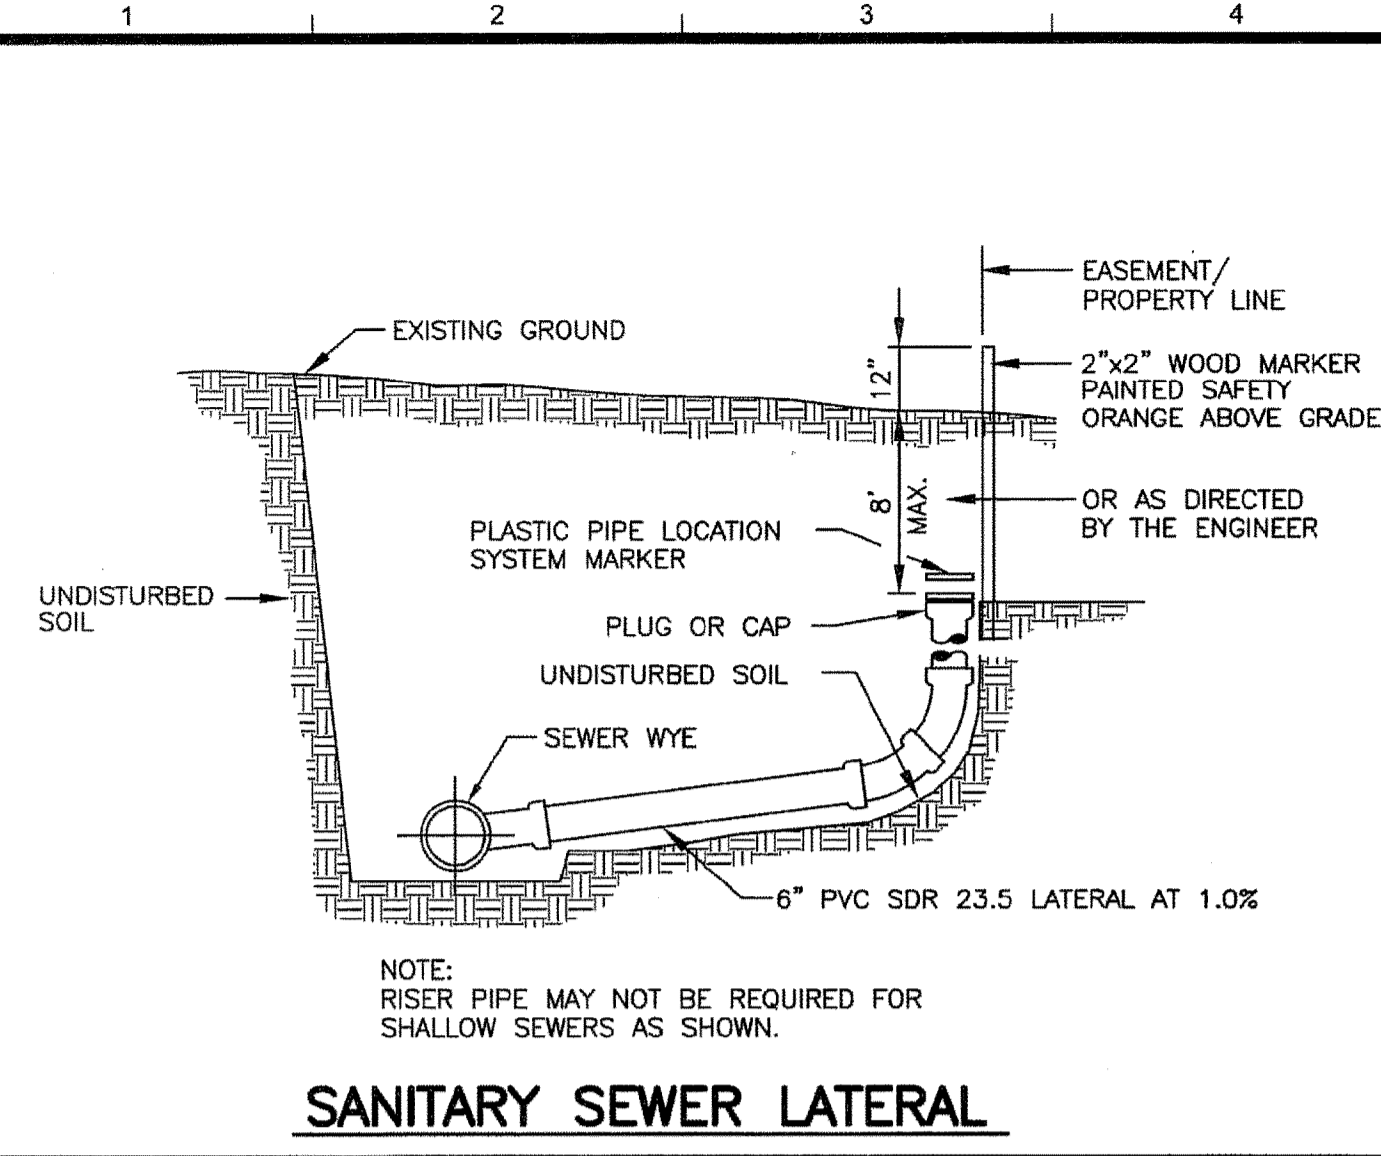 1 2 3 4
EASEMENT/
PROPERTY LINE
EXISTING GROUND
12"
2"x2" WOOD MARKER
PAINTED SAFETY
ORANGE ABOVE GRADE
8'
MAX.
OR AS DIRECTED
BY THE ENGINEER
PLASTIC PIPE LOCATION
SYSTEM MARKER
UNDISTURBED
SOIL
PLUG OR CAP
UNDISTURBED SOIL
SEWER WYE
6" PVC SDR 23.5 LATERAL AT 1.0%
NOTE:
RISER PIPE MAY NOT BE REQUIRED FOR
SHALLOW SEWERS AS SHOWN.
SANITARY SEWER LATERAL